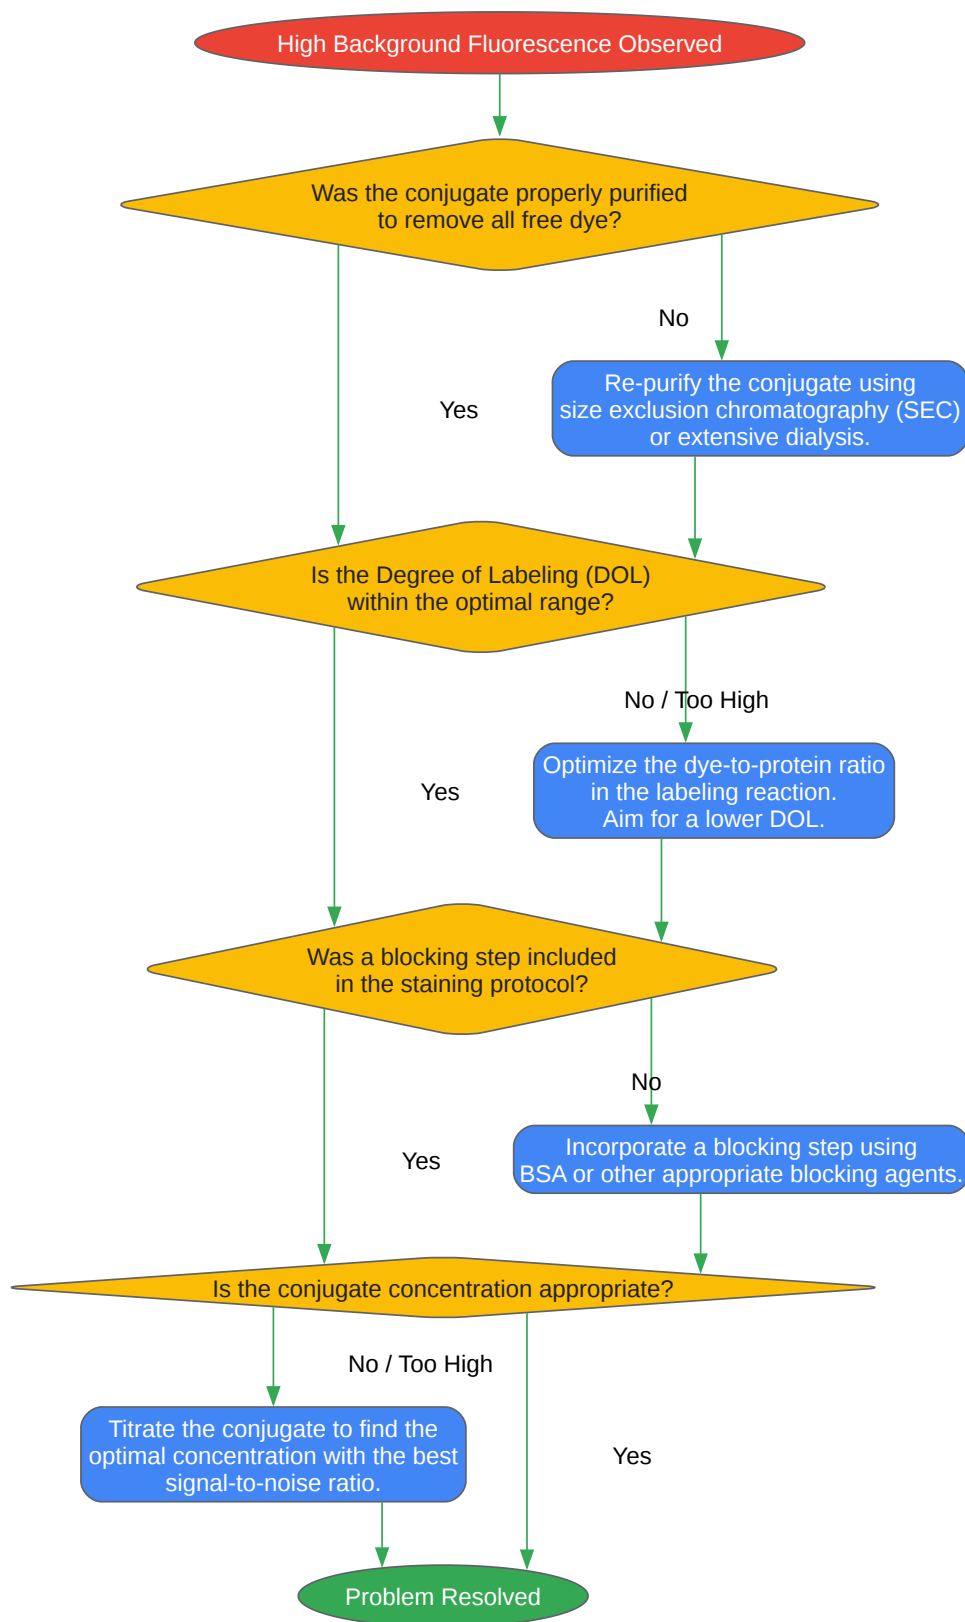 High Background Fluorescence Observed
Was the conjugate properly purified
to remove all free dye?
No
Re-purify the conjugate using
size exclusion chromatography (SEC)
or extensive dialysis.
Yes
Is the Degree of Labeling (DOL)
within the optimal range?
No / Too High
Optimize the dye-to-protein ratio
in the labeling reaction.
Aim for a lower DOL.
Yes
Was a blocking step included
in the staining protocol?
No
Incorporate a blocking step using
BSA or other appropriate blocking agents.
Yes
Is the conjugate concentration appropriate?
No / Too High
Titrate the conjugate to find the
optimal concentration with the best
signal-to-noise ratio.
Yes
Problem Resolved